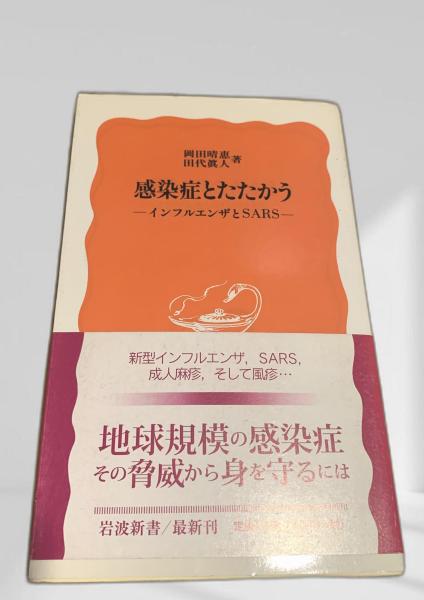 岡田晴恵
田代眞人 著
感染症とたたかう
―インフルエンザとSARS―
新型インフルエンザ，SARS，
成人麻疹，そして風疹…
地球規模の感染症
その脅威から身を守るには
岩波新書/最新刊